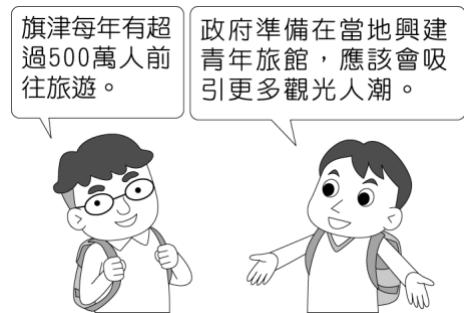 旗津每年有超
過500萬人前
往旅遊。
政府準備在當地興建
青年旅館，應該會吸
引更多觀光人潮。